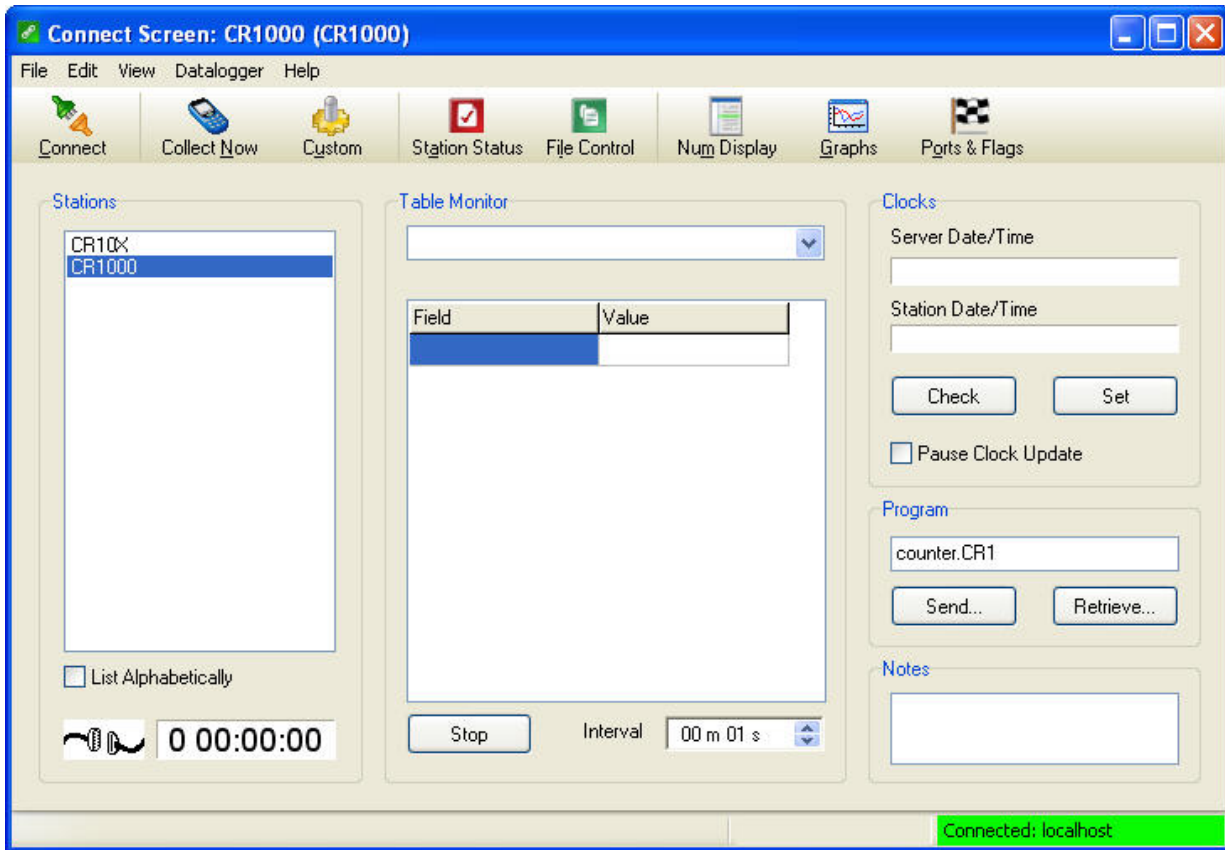 Connect Screen: CR1000 (CR1000)
File Edit View Datalogger Help
Connect Collect Now Custom Station Status File Control Num Display Graphs Ports & Flags
Stations
CR10X
CR1000
List Alphabetically
0 00:00:00
Table Monitor
Field Value
Stop Interval 00 m 01 s
Clocks
Server Date/Time
Station Date/Time
Check Set
Pause Clock Update
Program
counter.CR1
Send... Retrieve...
Notes
Connected: localhost